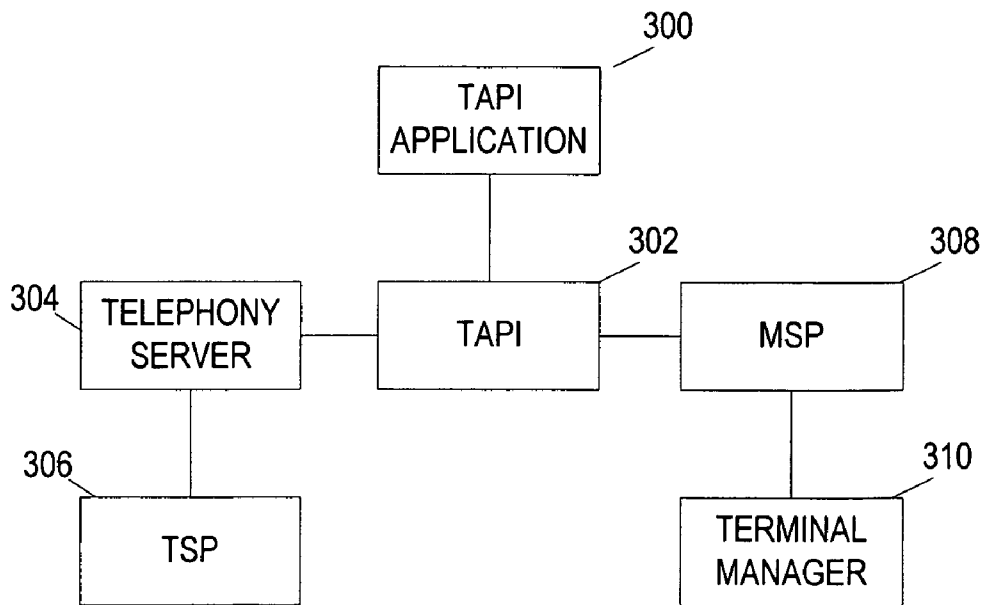 300
TAPI
APPLICATION
302
308
304
TELEPHONY
SERVER
TAPI
MSP
306
310
TSP
TERMINAL
MANAGER